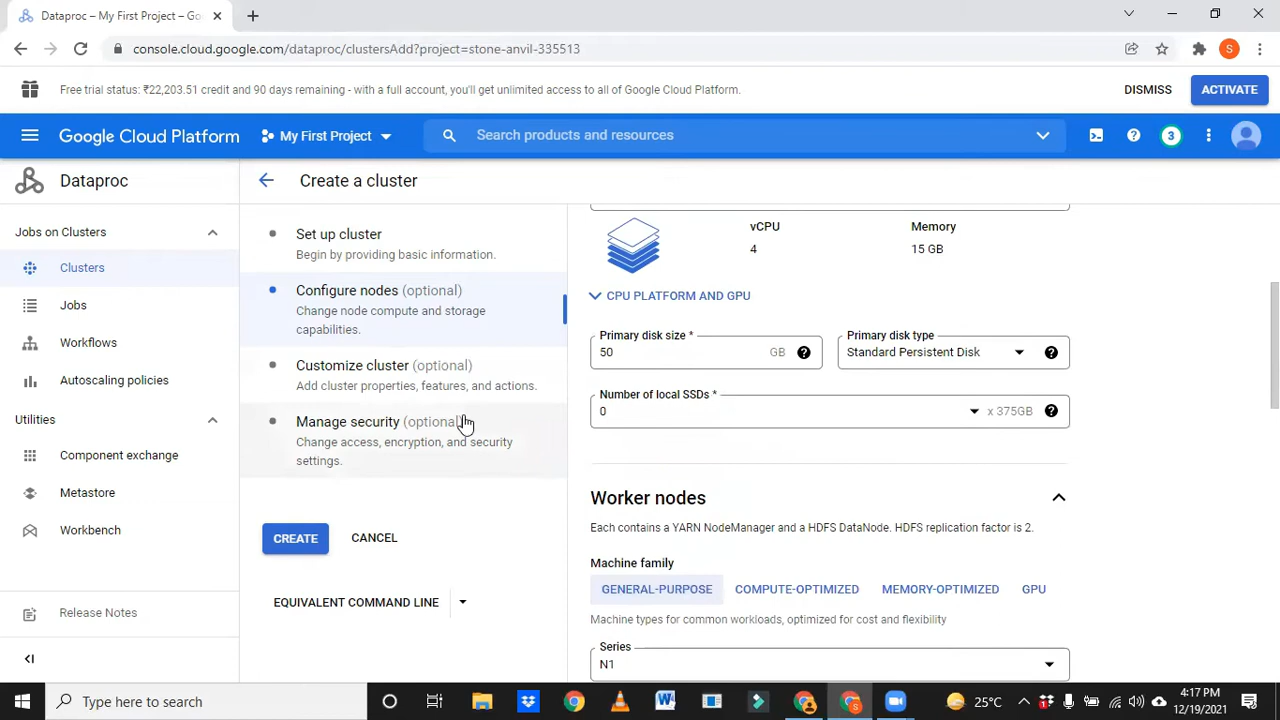 Dataproc – My First Project – Go
console.cloud.google.com/dataproc/clustersAdd?project=stone-anvil-335513
S
Free trial status: ₹22,203.51 credit and 90 days remaining - with a full account, you'll get unlimited access to all of Google Cloud Platform.
DISMISS
ACTIVATE
Google Cloud Platform
My First Project
Search products and resources
3
Dataproc
Create a cluster
Jobs on Clusters
Clusters
Jobs
Workflows
Autoscaling policies
Utilities
Component exchange
Metastore
Workbench
Release Notes
Set up cluster
Begin by providing basic information.
Configure nodes (optional)
Change node compute and storage
capabilities.
Customize cluster (optional)
Add cluster properties, features, and actions.
Manage security (optional)
Change access, encryption, and security
settings.
CREATE
CANCEL
EQUIVALENT COMMAND LINE
vCPU
4
Memory
15 GB
CPU PLATFORM AND GPU
Primary disk size *
50 GB
Primary disk type
Standard Persistent Disk
Number of local SSDs *
0 x 375GB
Worker nodes
Each contains a YARN NodeManager and a HDFS DataNode. HDFS replication factor is 2.
Machine family
GENERAL-PURPOSE COMPUTE-OPTIMIZED MEMORY-OPTIMIZED GPU
Machine types for common workloads, optimized for cost and flexibility
Series
N1
Type here to search
25°C
4:17 PM
12/19/2021